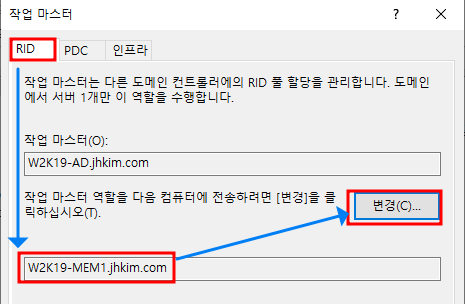 작업 마스터
RID
PDC
인프라
작업 마스터는 다른 도메인 컨트롤러에의 RID 풀 할당을 관리합니다. 도메인
에서 서버 1개만 이 역할을 수행합니다.
작업 마스터(O):
W2K19-AD.jhkim.com
작업 마스터 역할을 다음 컴퓨터에 전송하려면 [변경]을 클
릭하십시오(T).
변경(C)...
W2K19-MEM1.jhkim.com